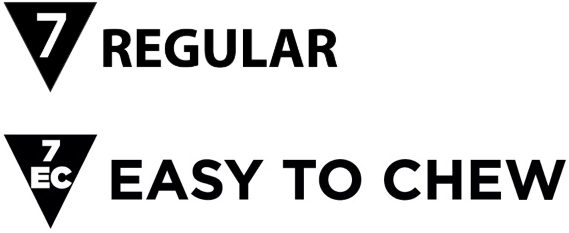 7 REGULAR
7
EC EASY TO CHEW